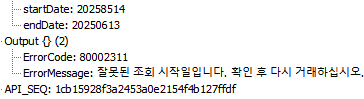 startDate: 20258514
endDate: 20250613
Output {} (2)
ErrorCode: 80002311
ErrorMessage: 잘못된 조회 시작일입니다. 확인 후 다시 거래하십시오.
API_SEQ: 1cb15928f3a2453a0e2154f4b127ffdf